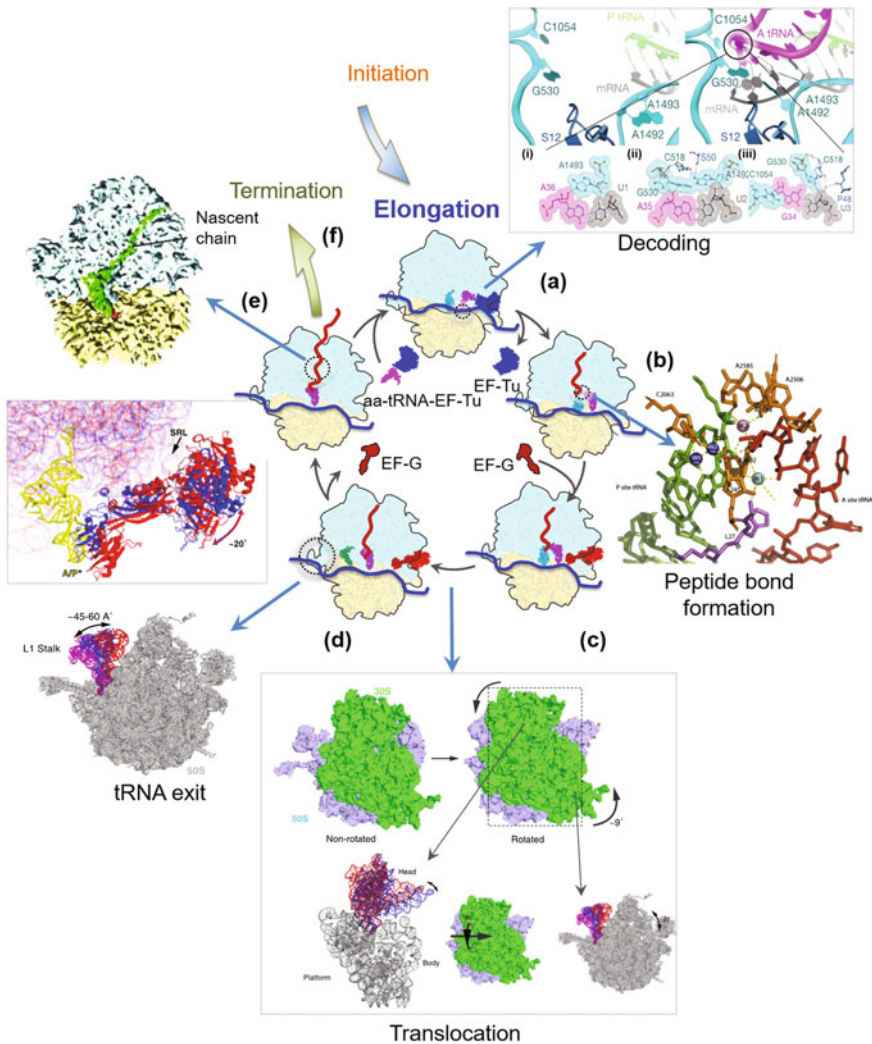 Initiation
Termination
Elongation
(f)
Nascent
chain
(e)
(a)
C1054
P tRNA
C1054
A tRNA
G530
mRNA
A1493
S12
A1492
G530
mRNA
A1493
A1492
S12
(i)
(ii)
(iii)
A1493
C518
S50
G530
C518
C1054
A36
U1
G530
A35
U2
G34
P48
U3
Decoding
aa-tRNA-EF-Tu
EF-Tu
(b)
A2585
A2506
C2063
P site tRNA
A site tRNA
L27
Peptide bond
formation
SRL
~20°
A/P*
EF-G
EF-G
(d)
(c)
~45-60 A°
L1 Stalk
50S
tRNA exit
30S
50S
Non-rotated
Rotated
~9°
Head
Platform
Body
Translocation